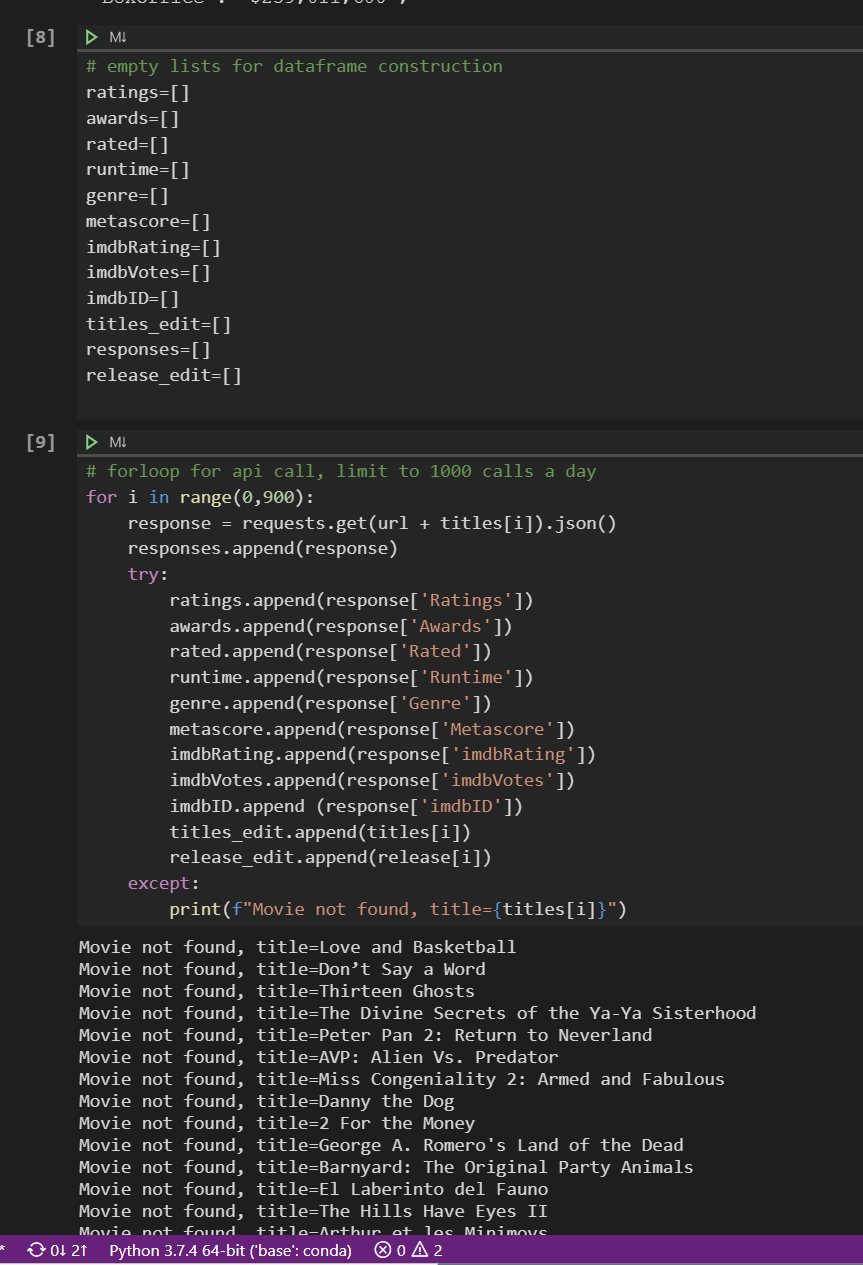 [8]
M↓
# empty lists for dataframe construction
ratings=[]
awards=[]
rated=[]
runtime=[]
genre=[]
metascore=[]
imdbRating=[]
imdbVotes=[]
imdbID=[]
titles_edit=[]
responses=[]
release_edit=[]
[9]
M↓
# forloop for api call, limit to 1000 calls a day
for i in range(0,900):
    response = requests.get(url + titles[i]).json()
    responses.append(response)
    try:
        ratings.append(response['Ratings'])
        awards.append(response['Awards'])
        rated.append(response['Rated'])
        runtime.append(response['Runtime'])
        genre.append(response['Genre'])
        metascore.append(response['Metascore'])
        imdbRating.append(response['imdbRating'])
        imdbVotes.append(response['imdbVotes'])
        imdbID.append (response['imdbID'])
        titles_edit.append(titles[i])
        release_edit.append(release[i])
    except:
        print(f"Movie not found, title={titles[i]}")
Movie not found, title=Love and Basketball
Movie not found, title=Don’t Say a Word
Movie not found, title=Thirteen Ghosts
Movie not found, title=The Divine Secrets of the Ya-Ya Sisterhood
Movie not found, title=Peter Pan 2: Return to Neverland
Movie not found, title=AVP: Alien Vs. Predator
Movie not found, title=Miss Congeniality 2: Armed and Fabulous
Movie not found, title=Danny the Dog
Movie not found, title=2 For the Money
Movie not found, title=George A. Romero's Land of the Dead
Movie not found, title=Barnyard: The Original Party Animals
Movie not found, title=El Laberinto del Fauno
Movie not found, title=The Hills Have Eyes II
Movie not found, title=Arthur et les Minimoys
* 0↓ 2↑ Python 3.7.4 64-bit ('base': conda) 0 2